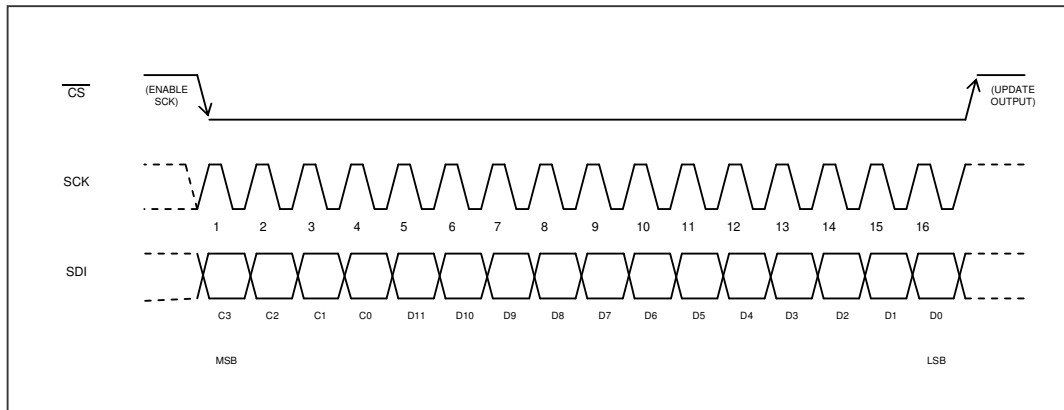 CS
(ENABLE
SCK)
(UPDATE
OUTPUT)
SCK
1 2 3 4 5 6 7 8 9 10 11 12 13 14 15 16
SDI
C3 C2 C1 C0 D11 D10 D9 D8 D7 D6 D5 D4 D3 D2 D1 D0
MSB LSB